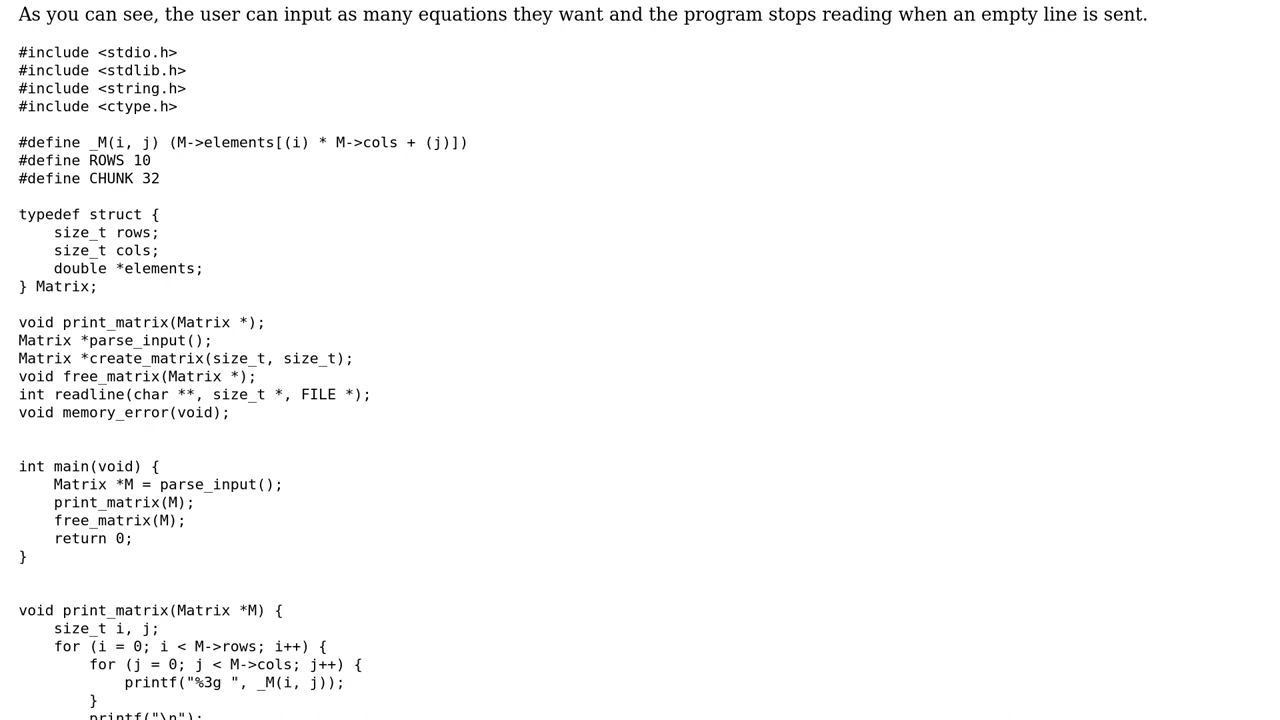 As you can see, the user can input as many equations they want and the program stops reading when an empty line is sent.
#include <stdio.h>
#include <stdlib.h>
#include <string.h>
#include <ctype.h>
#define _M(i, j) (M->elements[(i) * M->cols + (j)])
#define ROWS 10
#define CHUNK 32
typedef struct {
    size_t rows;
    size_t cols;
    double *elements;
} Matrix;
void print_matrix(Matrix *);
Matrix *parse_input();
Matrix *create_matrix(size_t, size_t);
void free_matrix(Matrix *);
int readline(char **, size_t *, FILE *);
void memory_error(void);
int main(void) {
    Matrix *M = parse_input();
    print_matrix(M);
    free_matrix(M);
    return 0;
}
void print_matrix(Matrix *M) {
    size_t i, j;
    for (i = 0; i < M->rows; i++) {
        for (j = 0; j < M->cols; j++) {
            printf("%3g ", _M(i, j));
        }
        printf("\n");